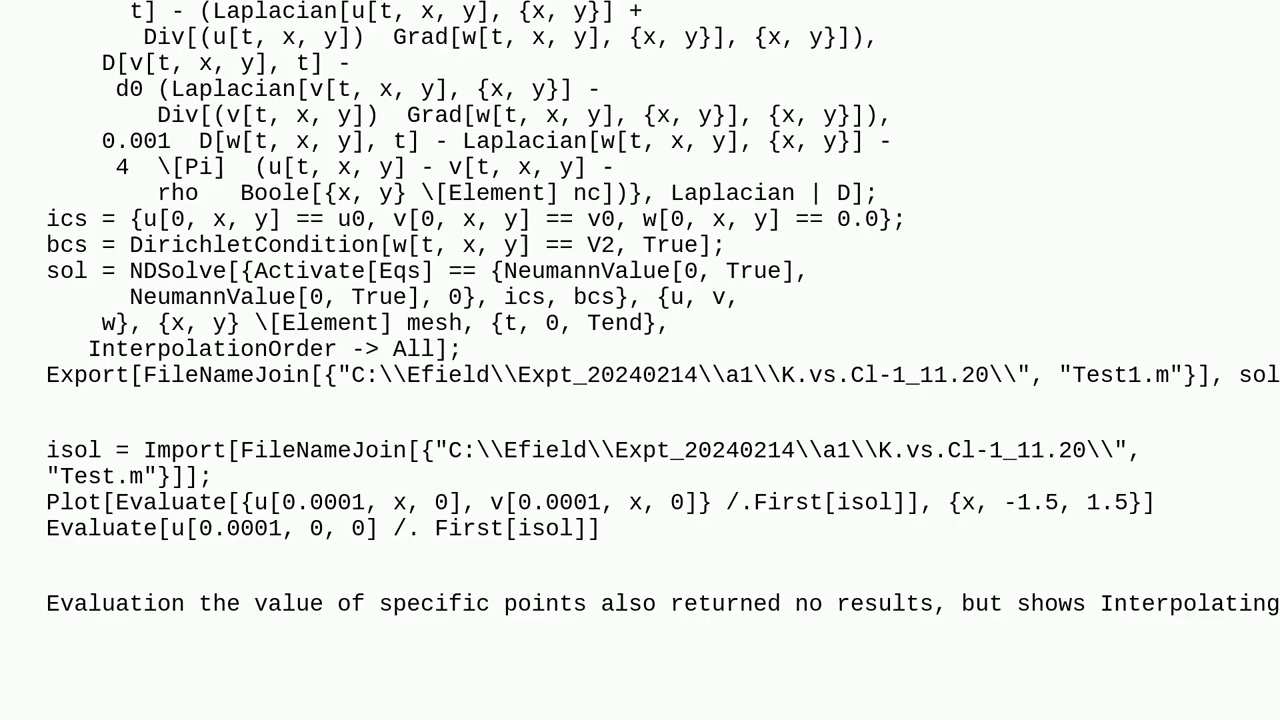 t] - (Laplacian[u[t, x, y], {x, y}] +
Div[(u[t, x, y])  Grad[w[t, x, y], {x, y}], {x, y}]),
D[v[t, x, y], t] -
d0 (Laplacian[v[t, x, y], {x, y}] -
Div[(v[t, x, y])  Grad[w[t, x, y], {x, y}], {x, y}]),
0.001  D[w[t, x, y], t] - Laplacian[w[t, x, y], {x, y}] -
4  \[Pi]  (u[t, x, y] - v[t, x, y] -
rho   Boole[{x, y} \[Element] nc])}, Laplacian | D];
ics = {u[0, x, y] == u0, v[0, x, y] == v0, w[0, x, y] == 0.0};
bcs = DirichletCondition[w[t, x, y] == V2, True];
sol = NDSolve[{Activate[Eqs] == {NeumannValue[0, True],
NeumannValue[0, True], 0}, ics, bcs}, {u, v,
w}, {x, y} \[Element] mesh, {t, 0, Tend},
InterpolationOrder -> All];
Export[FileNameJoin[{"C:\\Efield\\Expt_20240214\\a1\\K.vs.Cl-1_11.20\\", "Test1.m"}], sol
isol = Import[FileNameJoin[{"C:\\Efield\\Expt_20240214\\a1\\K.vs.Cl-1_11.20\\",
"Test.m"}]];
Plot[Evaluate[{u[0.0001, x, 0], v[0.0001, x, 0]} /.First[isol]], {x, -1.5, 1.5}]
Evaluate[u[0.0001, 0, 0] /. First[isol]]
Evaluation the value of specific points also returned no results, but shows Interpolating